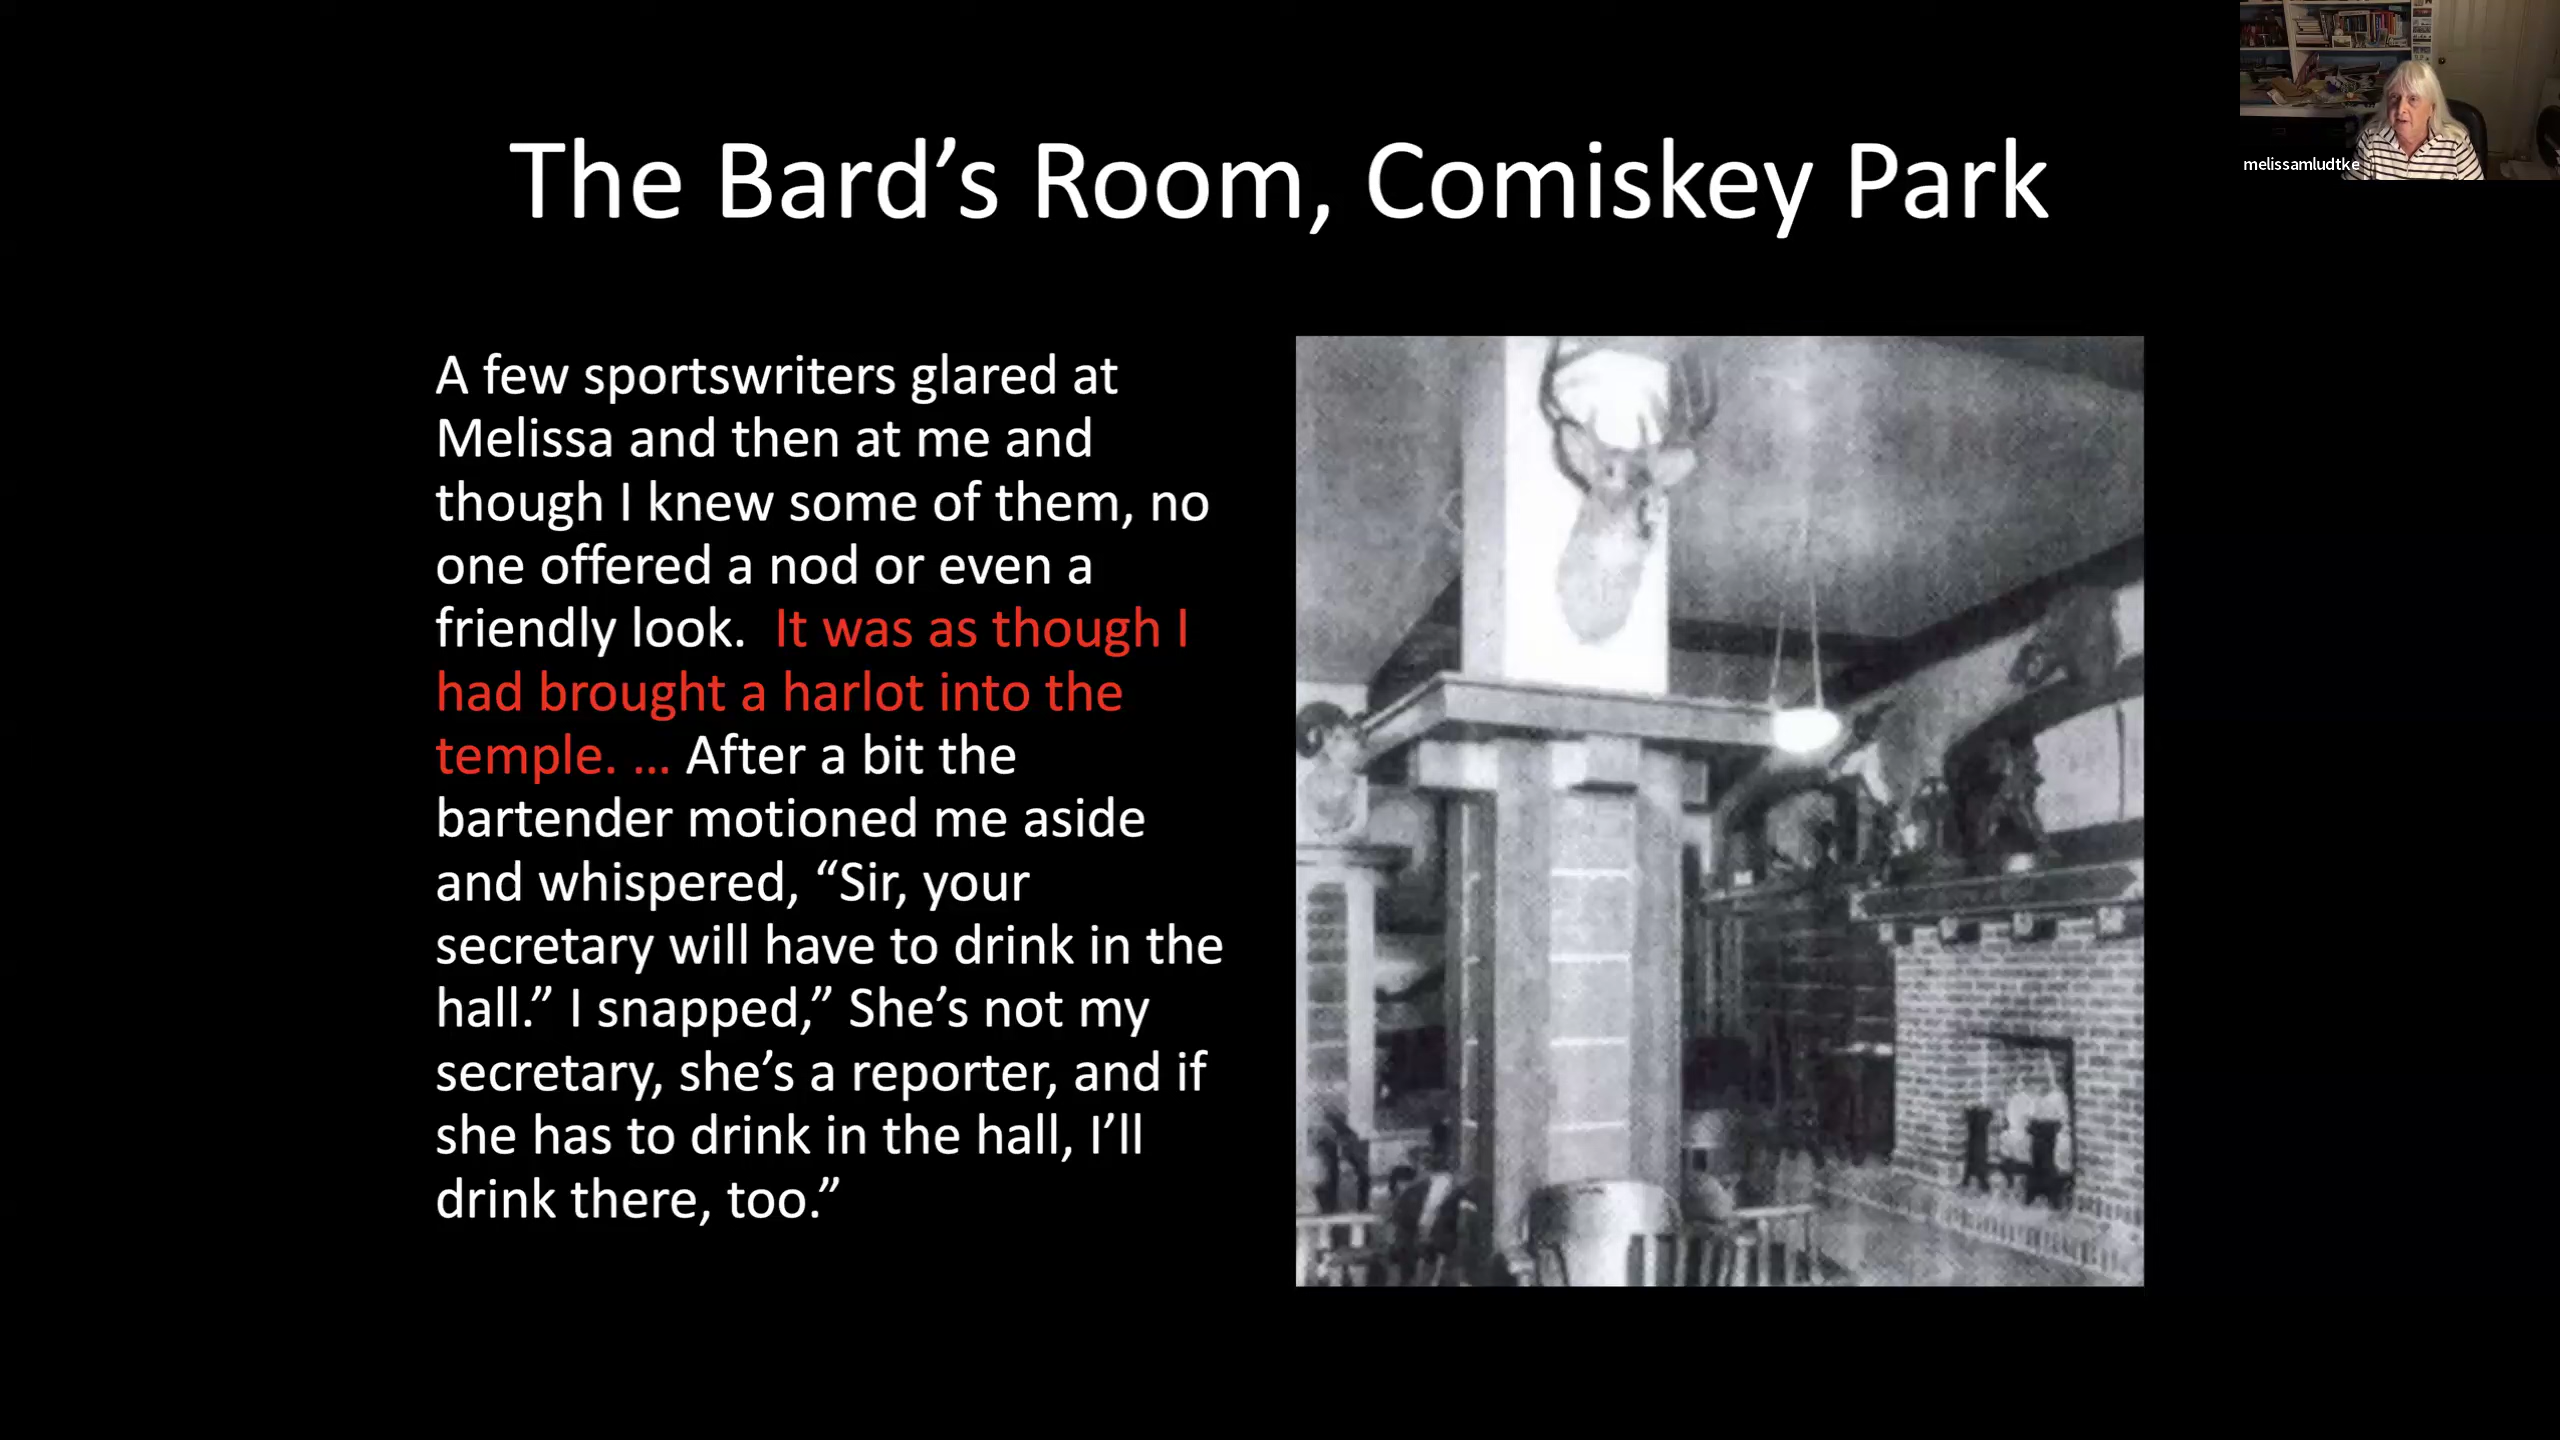 The Bard’s Room, Comiskey Park
melissamludtke
A few sportswriters glared at
Melissa and then at me and
though I knew some of them, no
one offered a nod or even a
friendly look.  It was as though I
had brought a harlot into the
temple. … After a bit the
bartender motioned me aside
and whispered, “Sir, your
secretary will have to drink in the
hall.” I snapped,” She’s not my
secretary, she’s a reporter, and if
she has to drink in the hall, I’ll
drink there, too.”